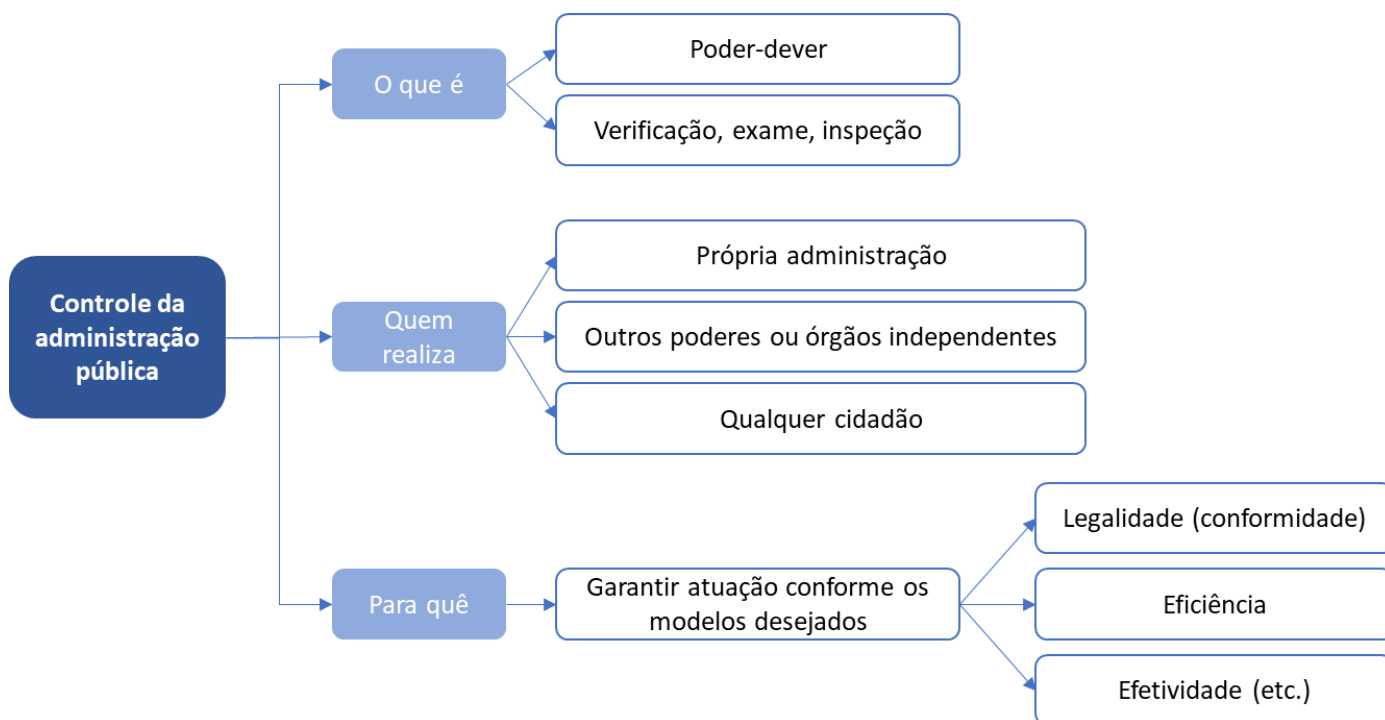 Controle da
administração
pública
O que é
Poder-dever
Verificação, exame, inspeção
Quem
realiza
Própria administração
Outros poderes ou órgãos independentes
Qualquer cidadão
Para quê
Garantir atuação conforme os
modelos desejados
Legalidade (conformidade)
Eficiência
Efetividade (etc.)